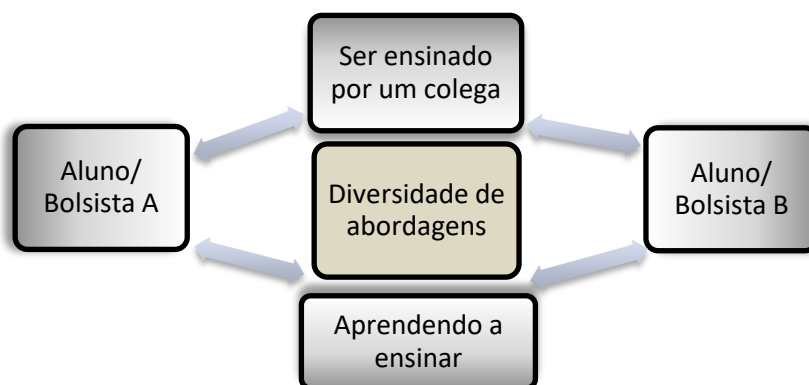 Ser ensinado
por um colega
Aluno/
Bolsista A
Diversidade de
abordagens
Aluno/
Bolsista B
Aprendendo a
ensinar